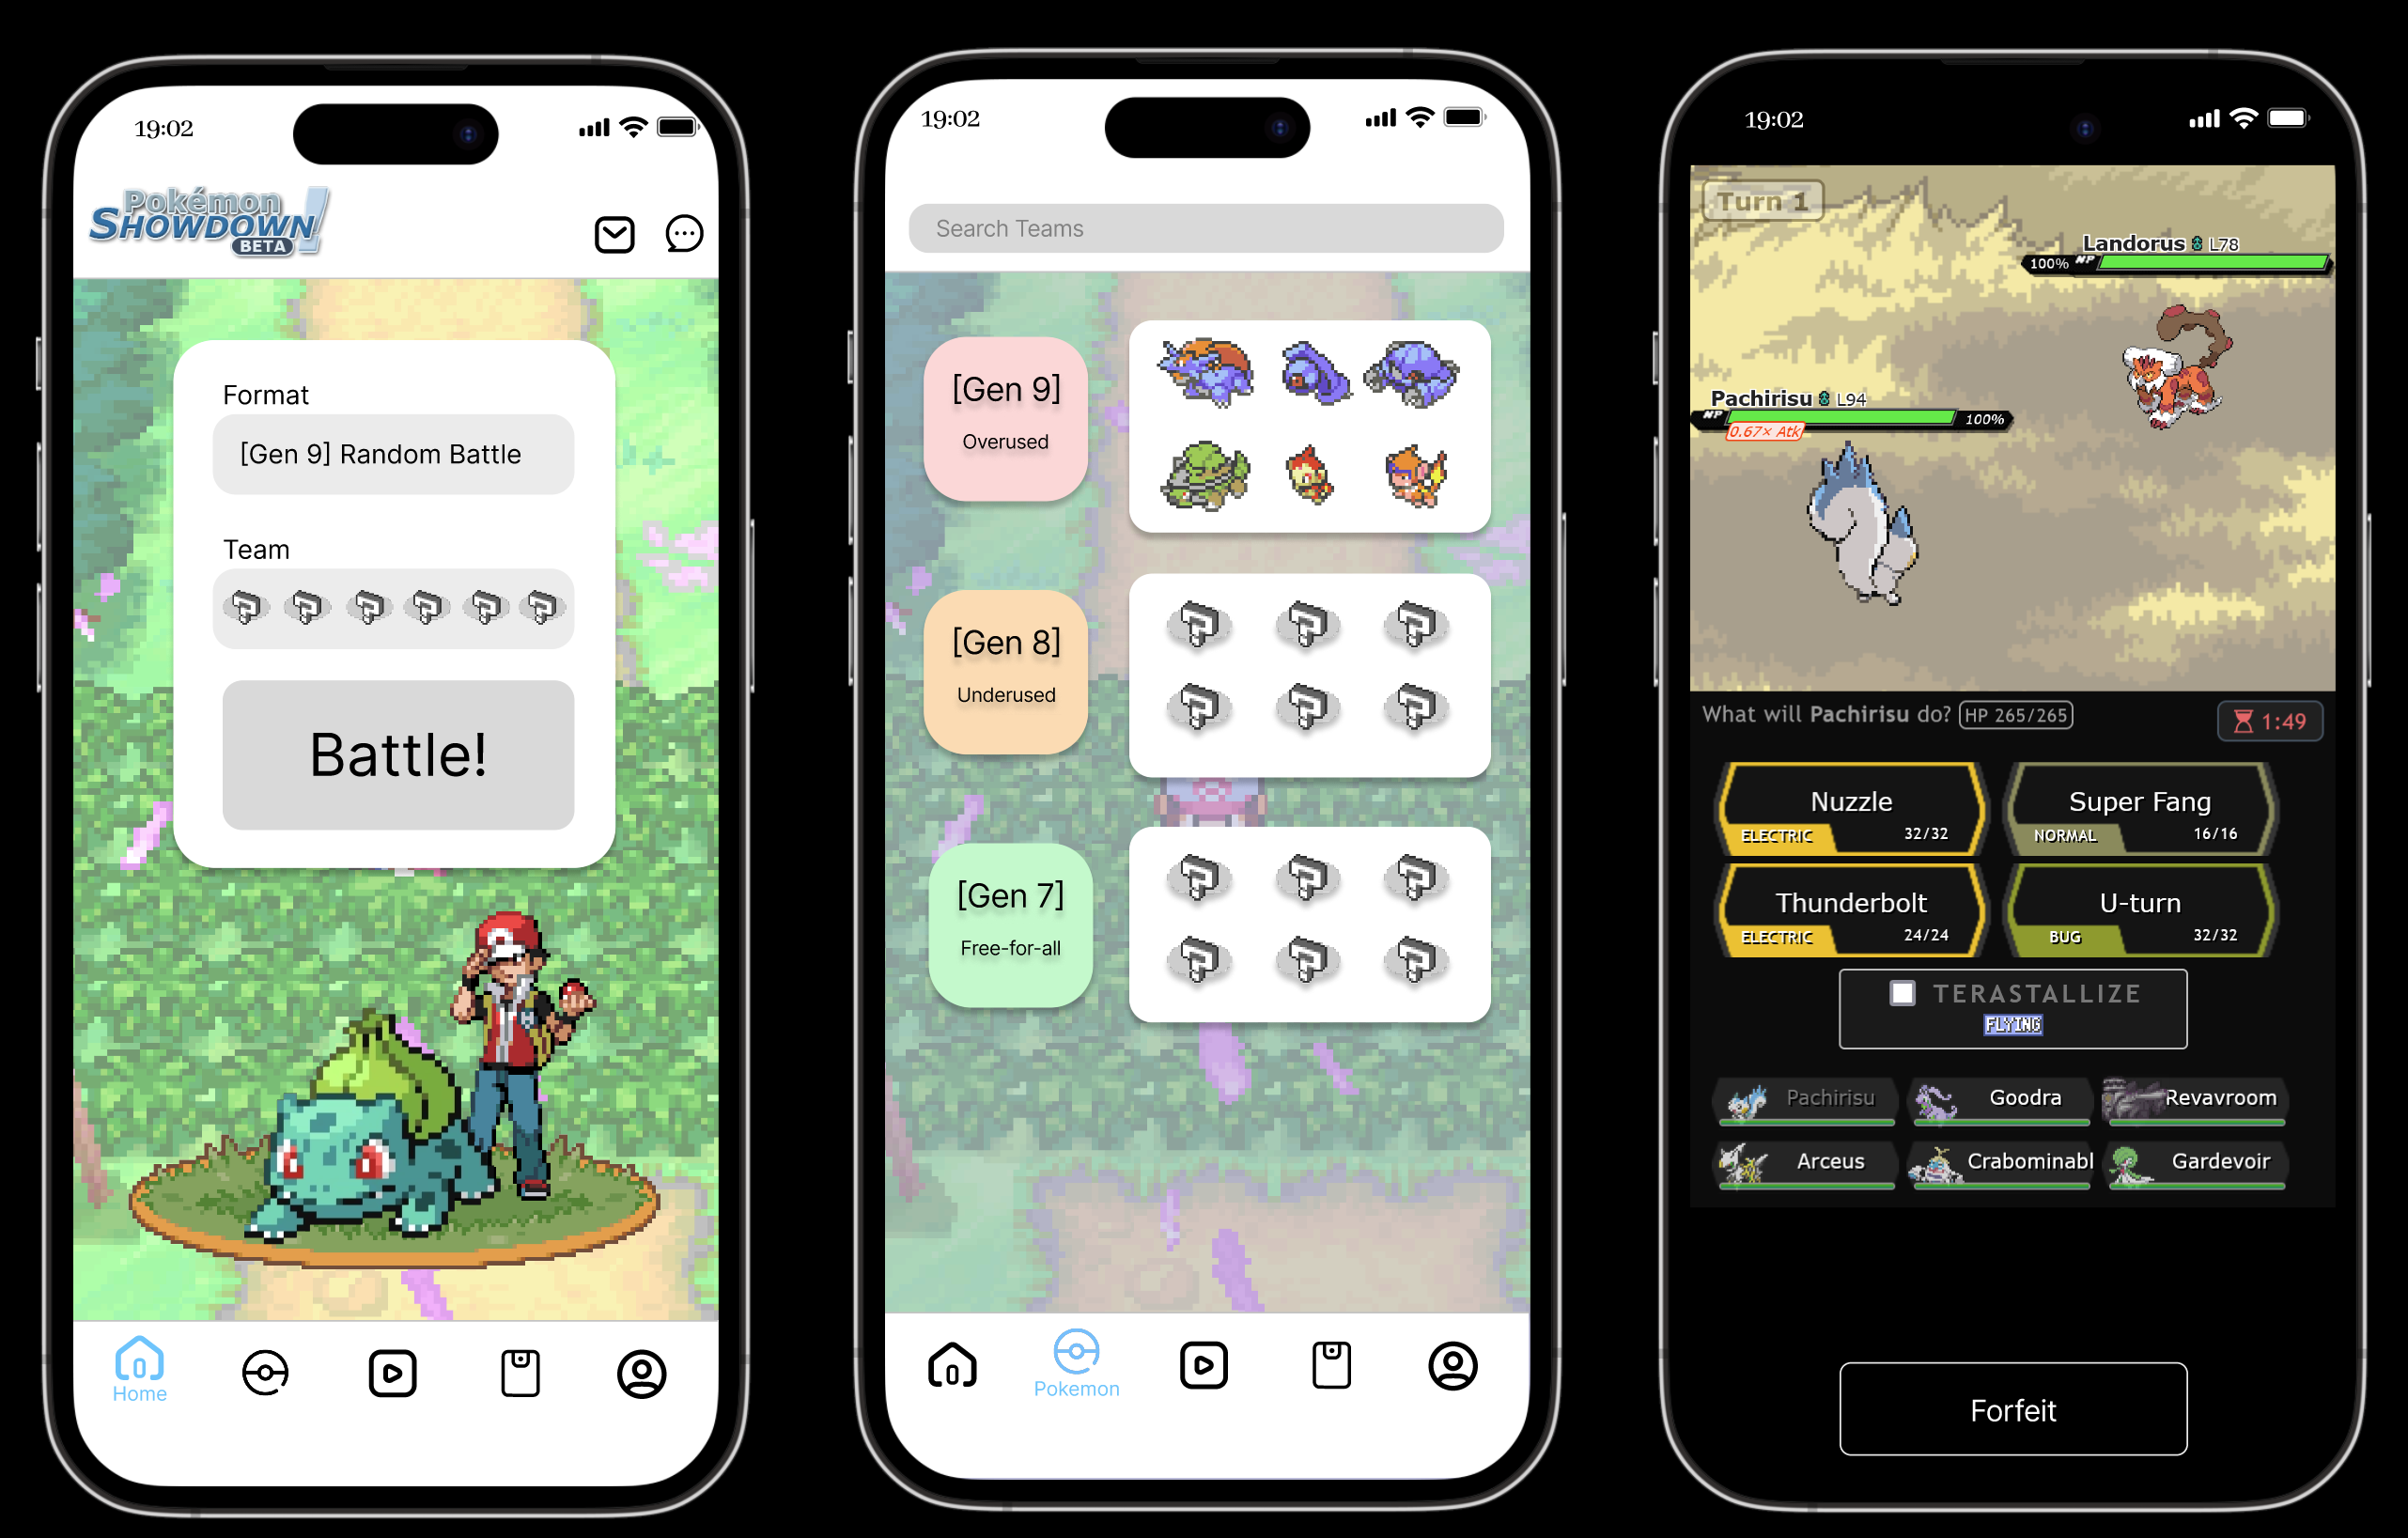 19:02
Pokémon
SHOWDOWN!
BETA
Format
[Gen 9] Random Battle
Team
Battle!
Home
19:02
Search Teams
[Gen 9]
Overused
[Gen 8]
Underused
[Gen 7]
Free-for-all
Pokemon
19:02
Turn 1
Landorus L78
100% HP
Pachirisu L94
HP 100%
0.67× Atk
What will Pachirisu do? HP 265/265
1:49
Nuzzle
ELECTRIC 32/32
Super Fang
NORMAL 16/16
Thunderbolt
ELECTRIC 24/24
U-turn
BUG 32/32
TERASTALLIZE
FLYING
Pachirisu
Goodra
Revavroom
Arceus
Crabominabl
Gardevoir
Forfeit